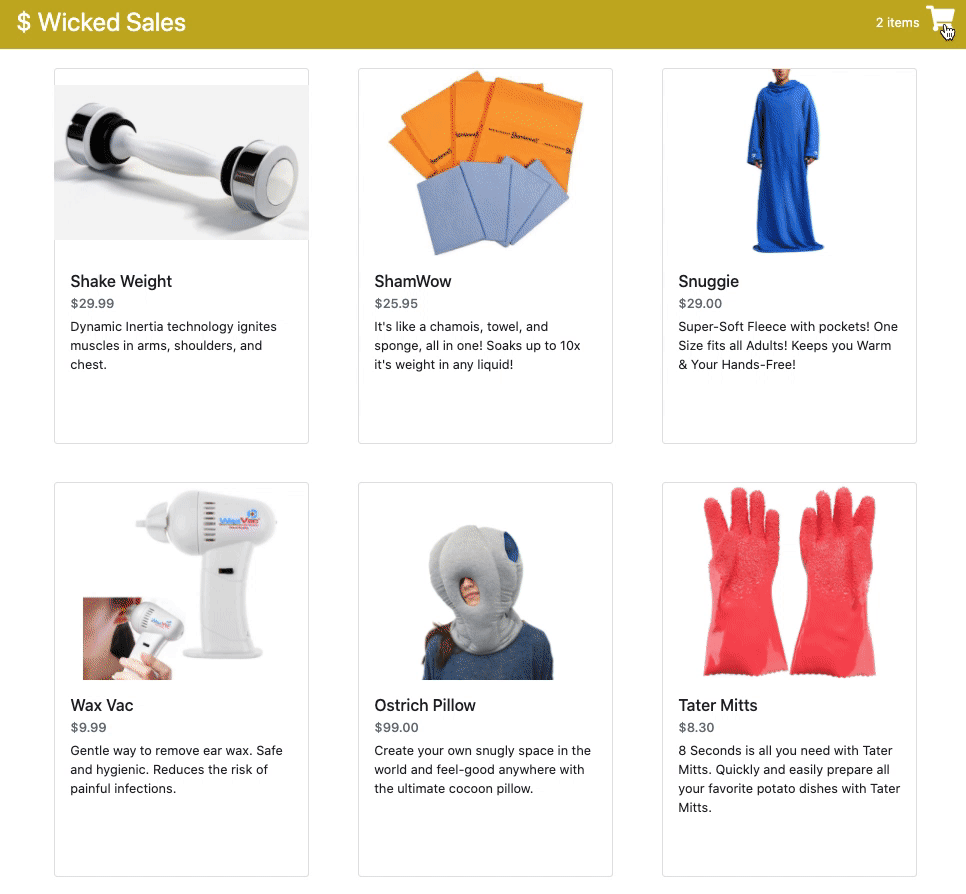 $ Wicked Sales
2 items
Shake Weight
$29.99
Dynamic Inertia technology ignites
muscles in arms, shoulders, and
chest.
ShamWow
$25.95
It's like a chamois, towel, and
sponge, all in one! Soaks up to 10x
it's weight in any liquid!
Snuggie
$29.00
Super-Soft Fleece with pockets! One
Size fits all Adults! Keeps you Warm
& Your Hands-Free!
Wax Vac
$9.99
Gentle way to remove ear wax. Safe
and hygienic. Reduces the risk of
painful infections.
Ostrich Pillow
$99.00
Create your own snugly space in the
world and feel-good anywhere with
the ultimate cocoon pillow.
Tater Mitts
$8.30
8 Seconds is all you need with Tater
Mitts. Quickly and easily prepare all
your favorite potato dishes with Tater
Mitts.